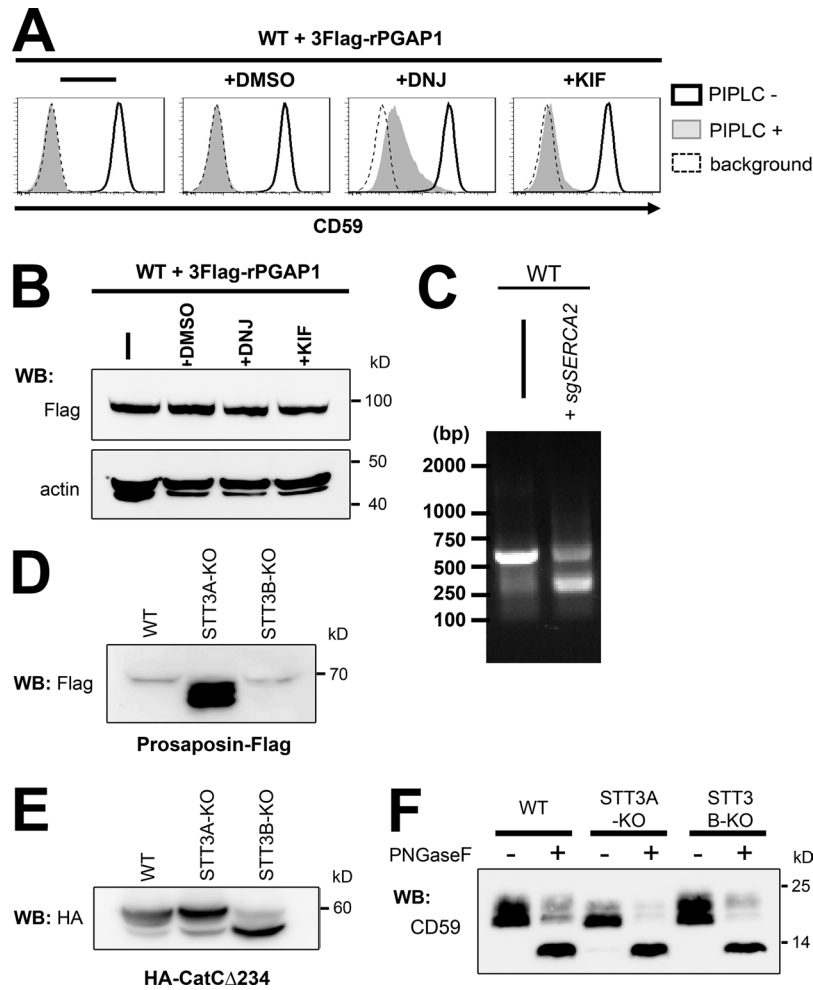 A
WT + 3Flag-rPGAP1
+DMSO +DNJ +KIF
PIPLC -
PIPLC +
background
CD59
B
WT + 3Flag-rPGAP1
+DMSO +DNJ +KIF
WB:
kD
Flag
100
actin
50
40
C
WT
+ sgSERCA2
(bp)
2000
1000
750
500
250
100
D
WT STT3A-KO STT3B-KO
kD
WB: Flag
70
Prosaposin-Flag
E
WT STT3A-KO STT3B-KO
kD
WB: HA
60
HA-CatCΔ234
F
WT STT3A STT3
-KO B-KO
PNGaseF - + - + - +
kD
WB:
CD59
25
14